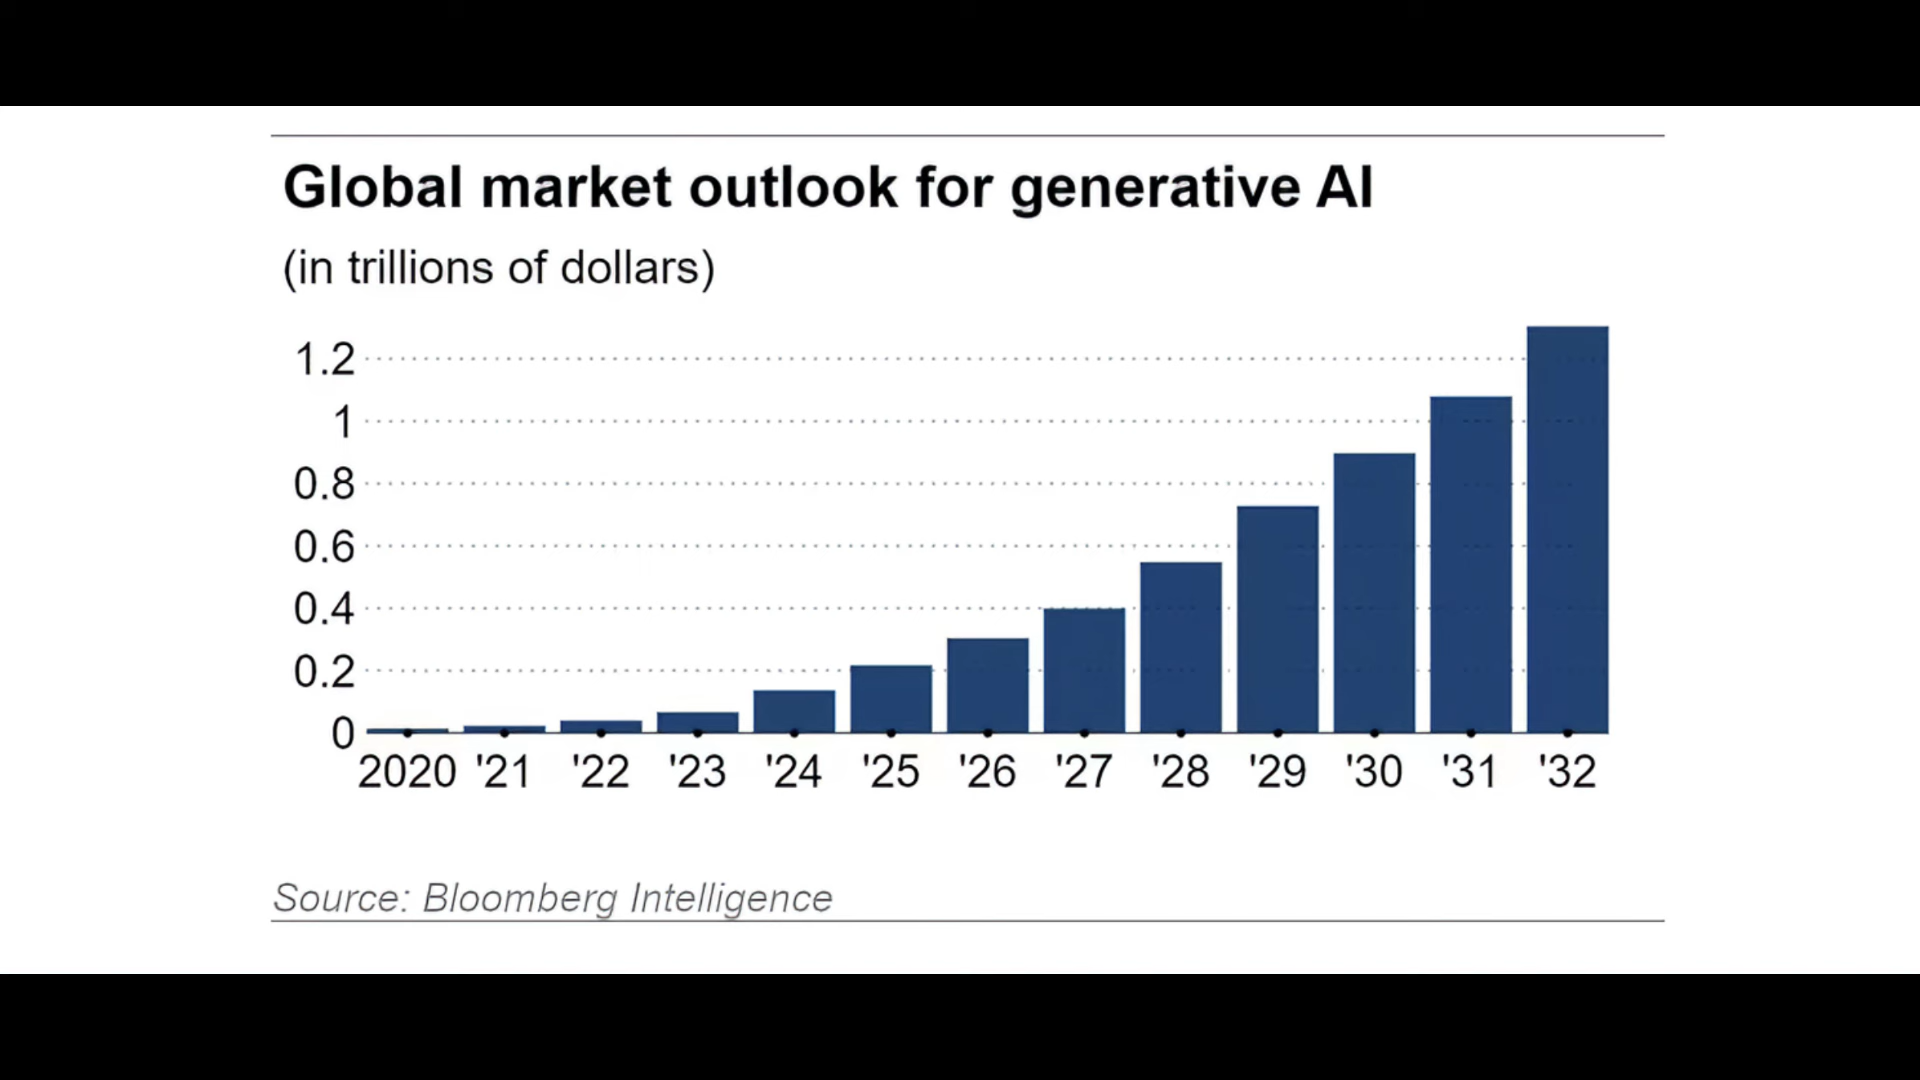 Global market outlook for generative AI
(in trillions of dollars)
1.2
1
0.8
0.6
0.4
0.2
0
2020 '21 '22 '23 '24 '25 '26 '27 '28 '29 '30 '31 '32
Source: Bloomberg Intelligence